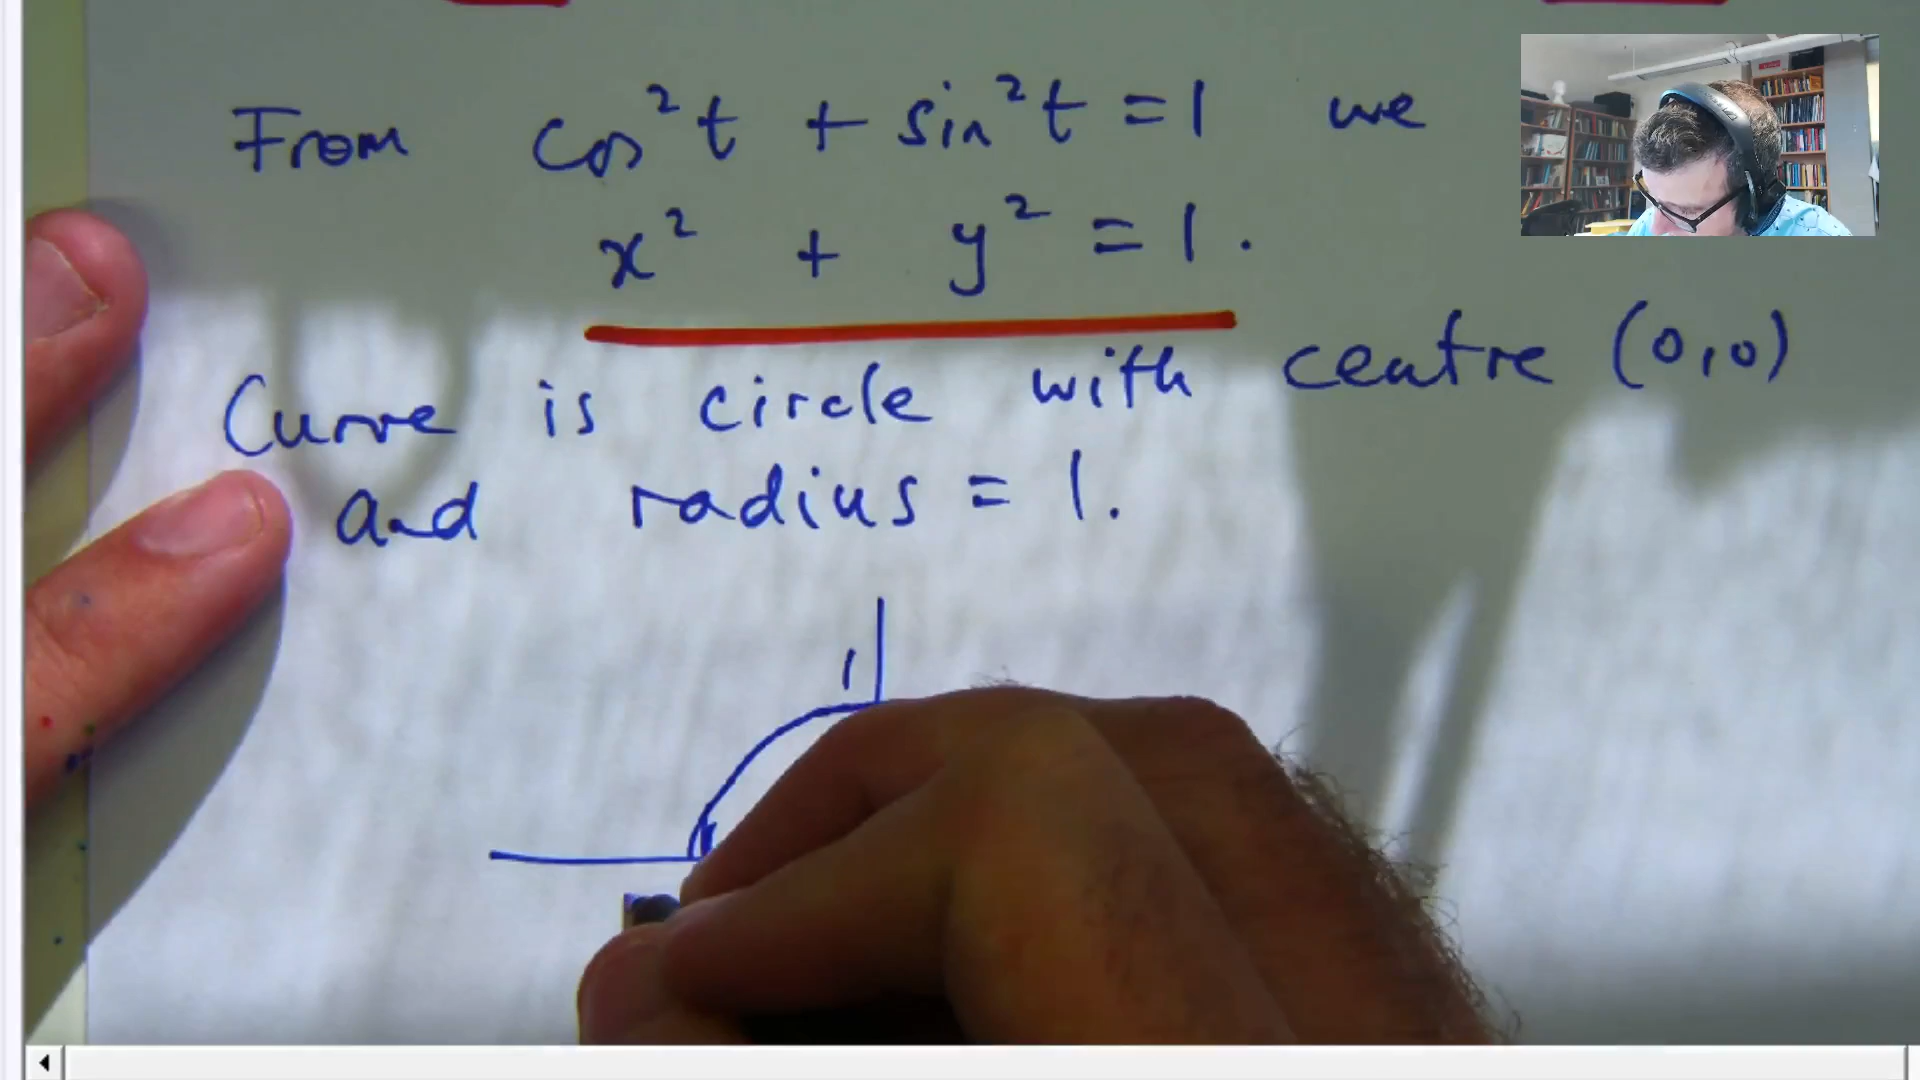 From cos²t + sin²t = 1 we
x² + y² = 1.
Curve is circle with centre (0,0)
and radius = 1.
1